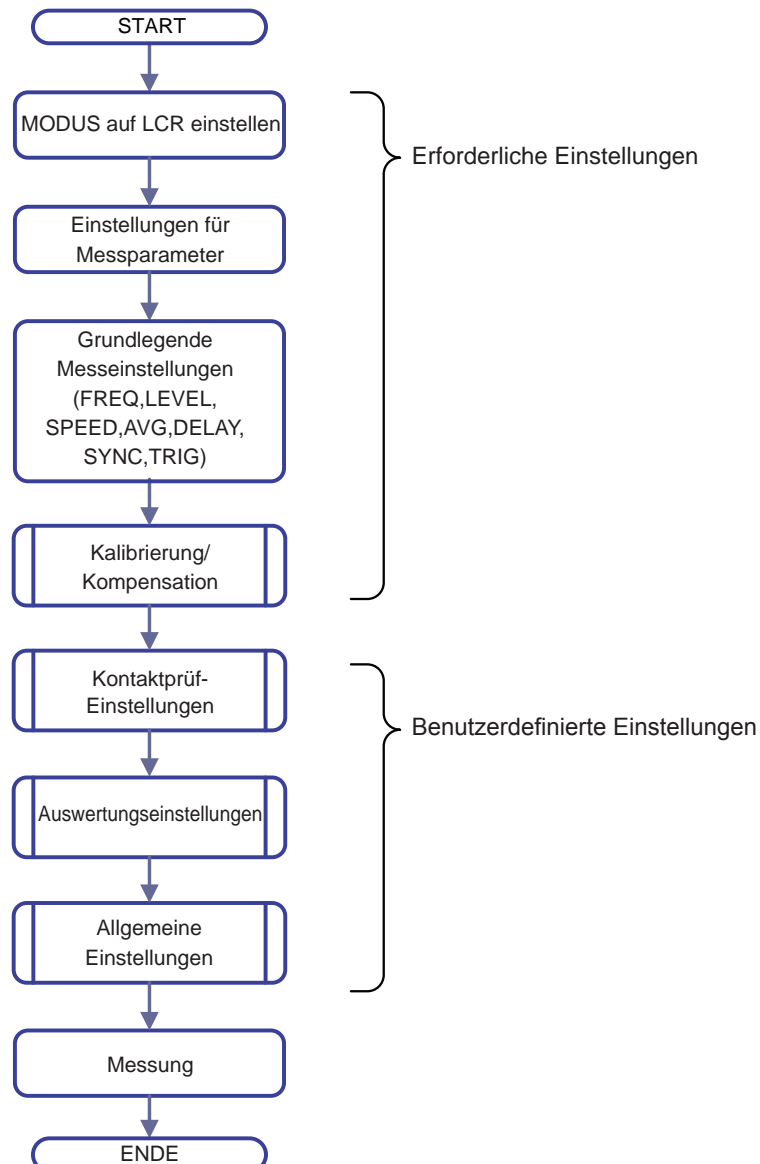 START
MODUS auf LCR einstellen
Erforderliche Einstellungen
Einstellungen für
Messparameter
Grundlegende
Messeinstellungen
(FREQ,LEVEL,
SPEED,AVG,DELAY,
SYNC,TRIG)
Kalibrierung/
Kompensation
Kontaktprüf-
Einstellungen
Benutzerdefinierte Einstellungen
Auswertungseinstellungen
Allgemeine
Einstellungen
Messung
ENDE